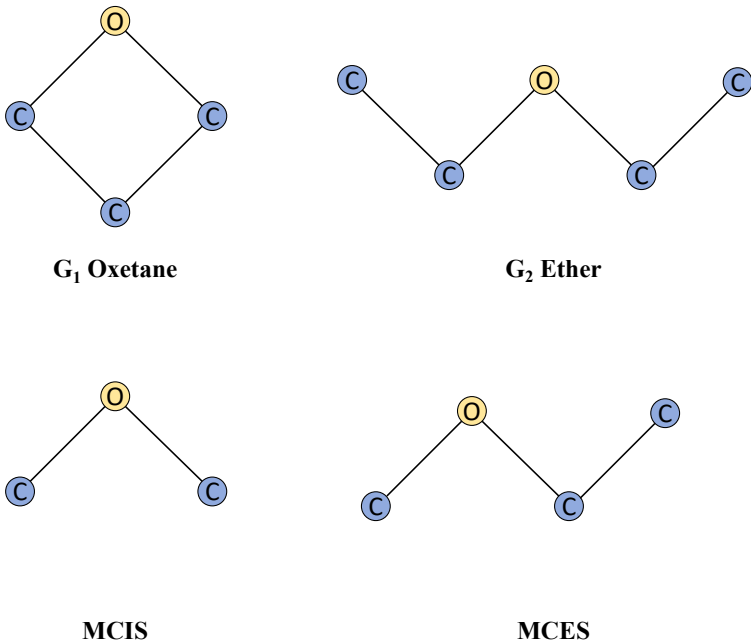 O
C C
C
G₁ Oxetane
C O C
C C
G₂ Ether
O
C C
MCIS
O C
C C
MCES